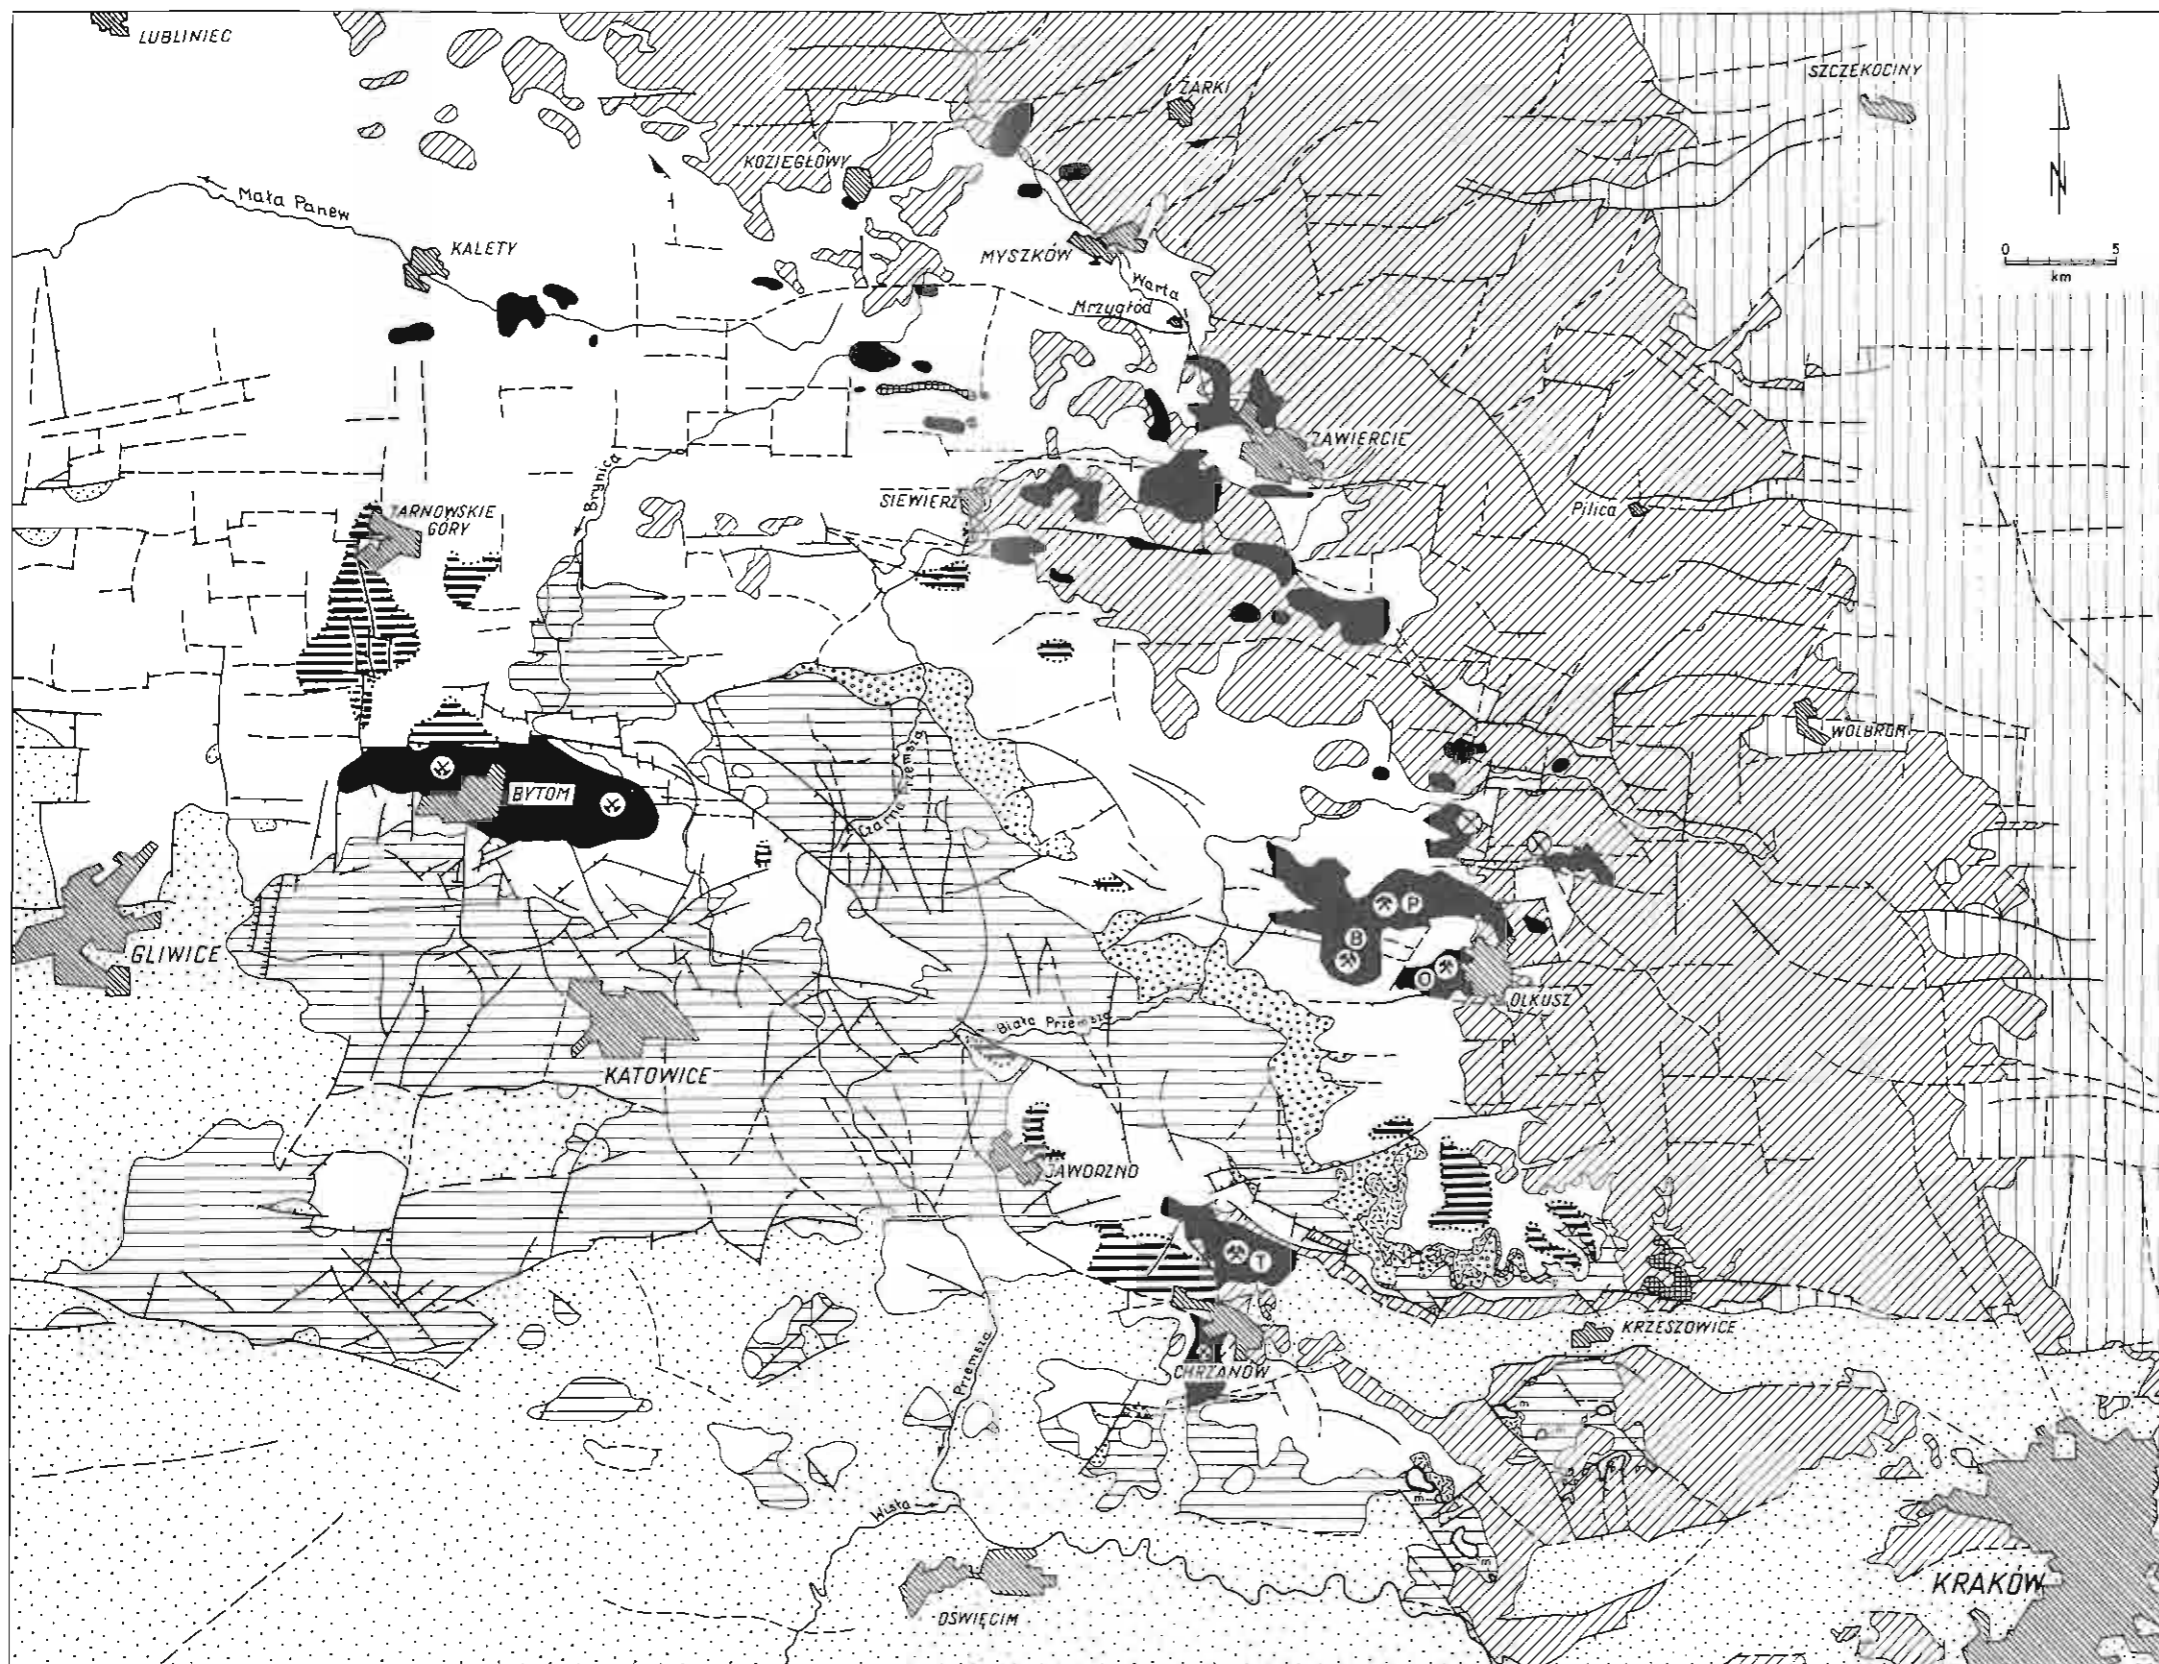 LUBLINIEC
SZCZEKOCINY
ŻARKI
KOZIEGŁOWY
N
Mała Panew
KALETY
MYSZKÓW
0 5
km
Warta
Mrzygłód
ZAWIERCIE
Brynica
SIEWIERZ
TARNOWSKIE
GÓRY
Pilica
WOLBROM
Czarna Przemsza
BYTOM
P
B
O
GLIWICE
OLKUSZ
Biała Przemsza
KATOWICE
JAWORZNO
T
KRZESZOWICE
Przemsza
CHRZANÓW
Wisła
m
m
m
KRAKÓW
OŚWIĘCIM